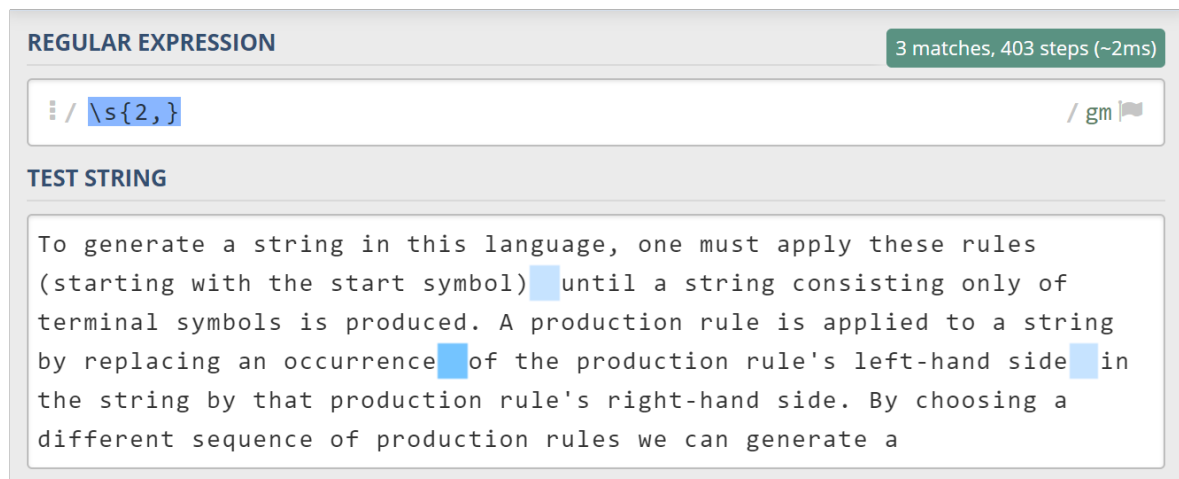 REGULAR EXPRESSION
3 matches, 403 steps (~2ms)
/ \s{2,} / gm
TEST STRING
To generate a string in this language, one must apply these rules
(starting with the start symbol)  until a string consisting only of
terminal symbols is produced. A production rule is applied to a string
by replacing an occurrence  of the production rule's left-hand side  in
the string by that production rule's right-hand side. By choosing a
different sequence of production rules we can generate a